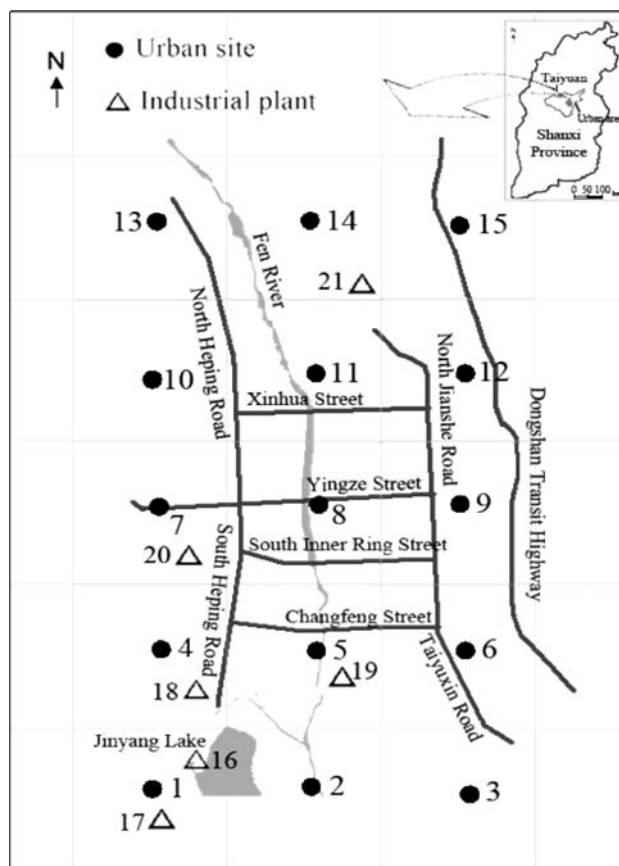 Urban site
N
Industrial plant
N
Taiyuan
Urban area
Shanxi
Province
0 50 100 km
13
14
15
Fen River
21
North Heping Road
10
11
12
Xinhua Street
North Jianshe Road
Dongshan Transit Highway
Yingze Street
7
8
9
20
South Inner Ring Street
South Heping Road
Changfeng Street
4
5
6
19
18
Taiyuxin Road
Jinyang Lake
16
1
2
3
17